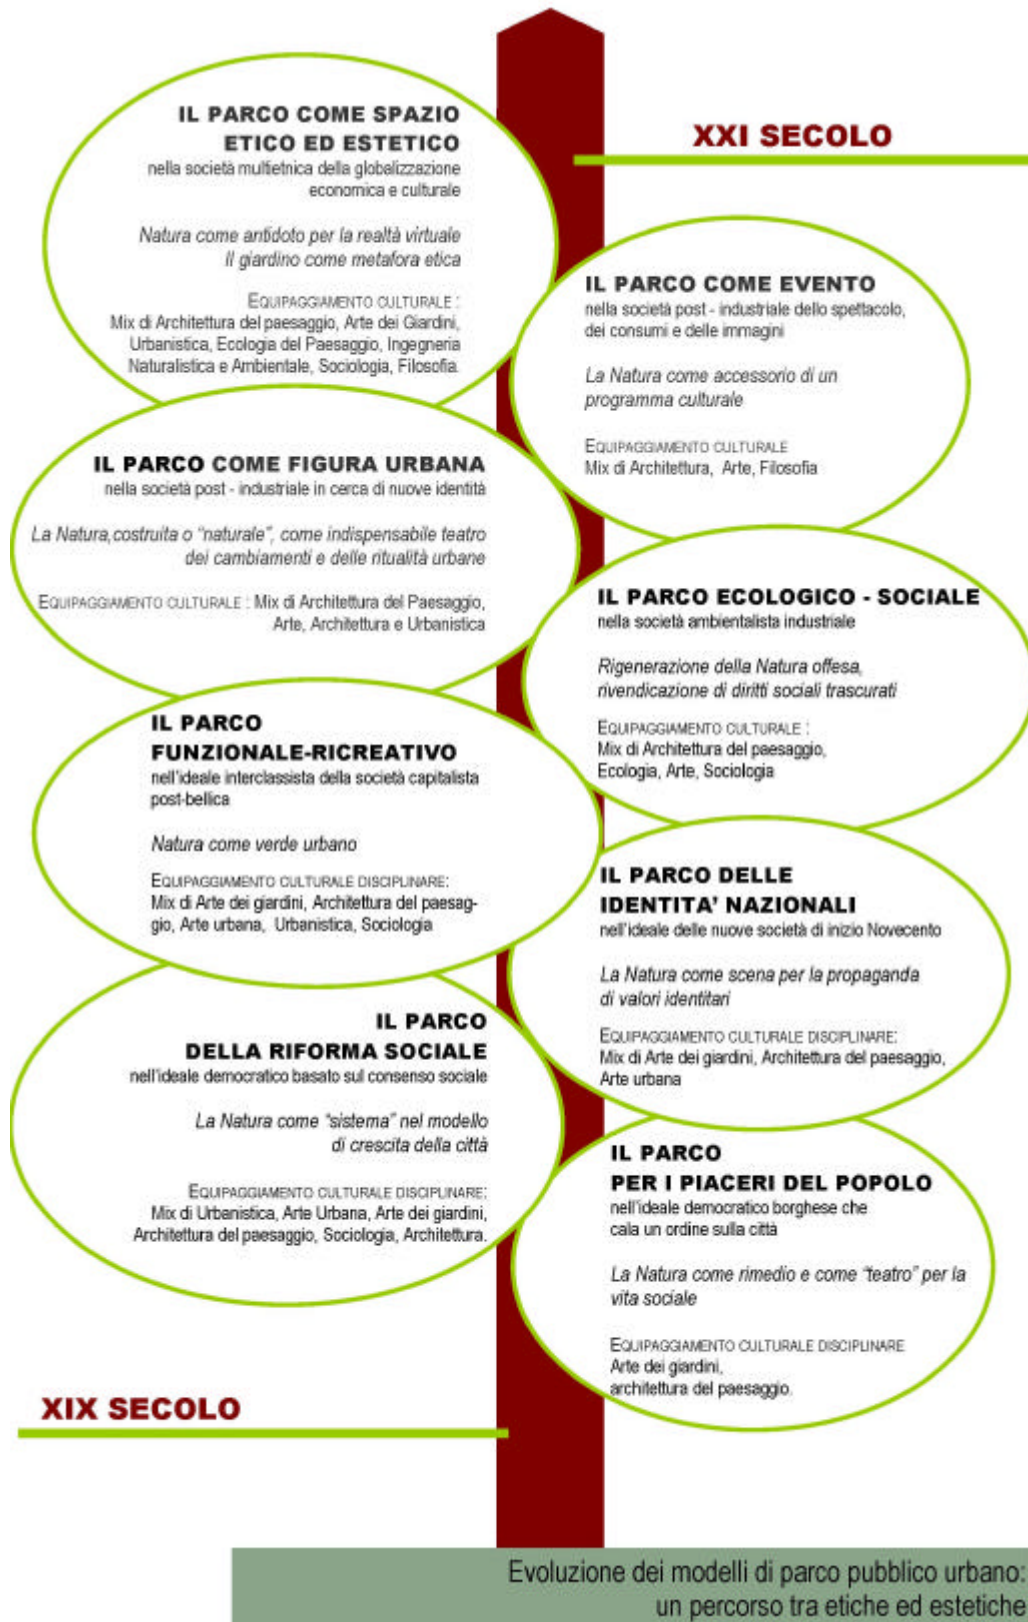 IL PARCO COME SPAZIO
ETICO ED ESTETICO
nella società multietnica della globalizzazione
economica e culturale
Natura come antidoto per la realtà virtuale
Il giardino come metafora etica
EQUIPAGGIAMENTO CULTURALE :
Mix di Architettura del paesaggio, Arte dei Giardini,
Urbanistica, Ecologia del Paesaggio, Ingegneria
Naturalistica e Ambientale, Sociologia, Filosofia.
XXI SECOLO
IL PARCO COME EVENTO
nella società post - industriale dello spettacolo,
dei consumi e delle immagini
La Natura come accessorio di un
programma culturale
EQUIPAGGIAMENTO CULTURALE
Mix di Architettura, Arte, Filosofia
IL PARCO COME FIGURA URBANA
nella società post - industriale in cerca di nuove identità
La Natura,costruita o “naturale”, come indispensabile teatro
dei cambiamenti e delle ritualità urbane
EQUIPAGGIAMENTO CULTURALE : Mix di Architettura del Paesaggio,
Arte, Architettura e Urbanistica
IL PARCO ECOLOGICO - SOCIALE
nella società ambientalista industriale
Rigenerazione della Natura offesa,
rivendicazione di diritti sociali trascurati
EQUIPAGGIAMENTO CULTURALE :
Mix di Architettura del paesaggio,
Ecologia, Arte, Sociologia
IL PARCO
FUNZIONALE-RICREATIVO
nell'ideale interclassista della società capitalista
post-bellica
Natura come verde urbano
EQUIPAGGIAMENTO CULTURALE DISCIPLINARE:
Mix di Arte dei giardini, Architettura del paesag-
gio, Arte urbana, Urbanistica, Sociologia
IL PARCO DELLE
IDENTITA' NAZIONALI
nell'ideale delle nuove società di inizio Novecento
La Natura come scena per la propaganda
di valori identitari
EQUIPAGGIAMENTO CULTURALE DISCIPLINARE:
Mix di Arte dei giardini, Architettura del paesaggio,
Arte urbana
IL PARCO
DELLA RIFORMA SOCIALE
nell'ideale democratico basato sul consenso sociale
La Natura come “sistema” nel modello
di crescita della città
EQUIPAGGIAMENTO CULTURALE DISCIPLINARE:
Mix di Urbanistica, Arte Urbana, Arte dei giardini,
Architettura del paesaggio, Sociologia, Architettura.
IL PARCO
PER I PIACERI DEL POPOLO
nell'ideale democratico borghese che
cala un ordine sulla città
La Natura come rimedio e come “teatro” per la
vita sociale
EQUIPAGGIAMENTO CULTURALE DISCIPLINARE
Arte dei giardini,
architettura del paesaggio.
XIX SECOLO
Evoluzione dei modelli di parco pubblico urbano:
un percorso tra etiche ed estetiche